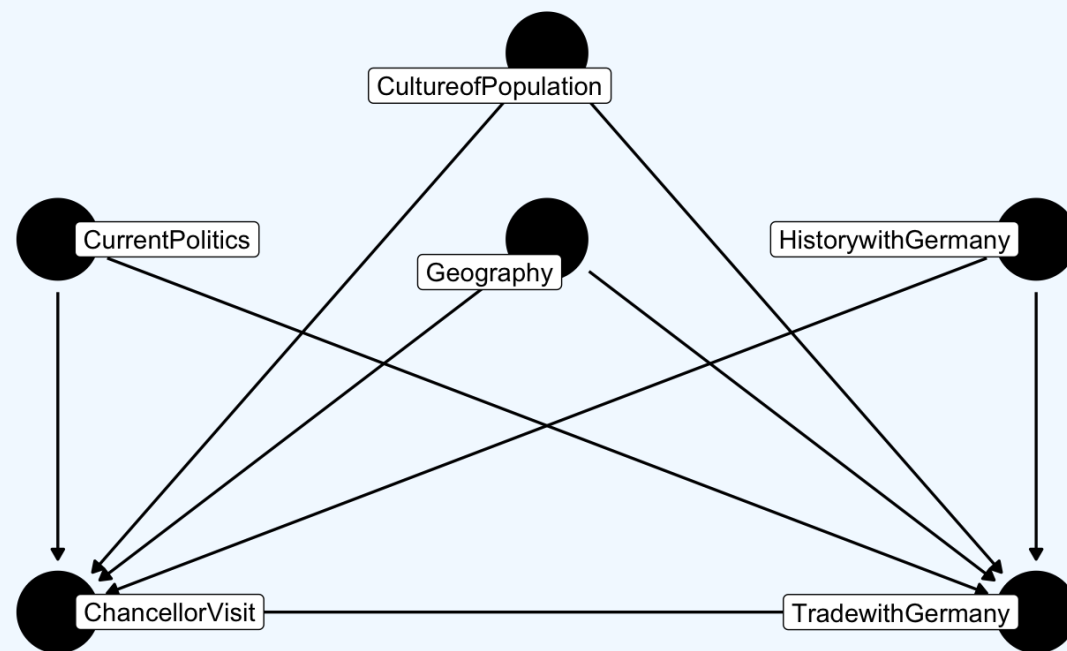 CultureofPopulation
CurrentPolitics
Geography
HistorywithGermany
ChancellorVisit
TradewithGermany